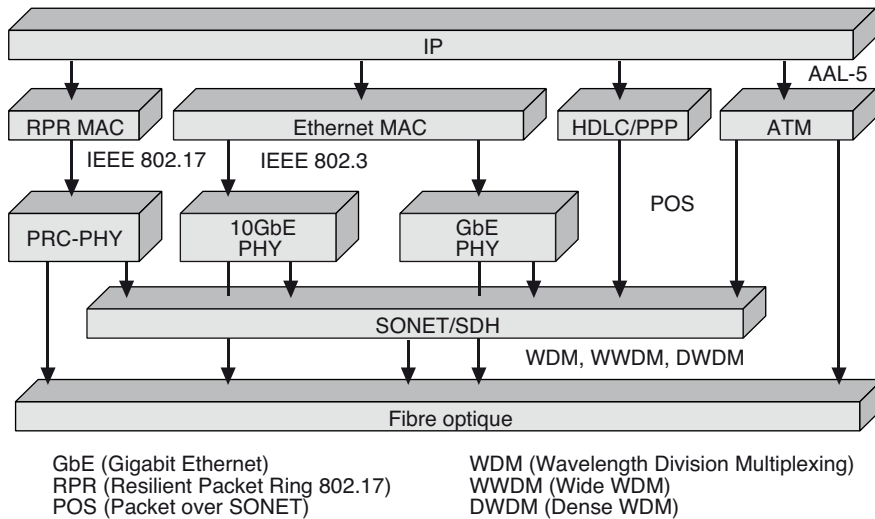 IP
AAL-5
RPR MAC
Ethernet MAC
HDLC/PPP
ATM
IEEE 802.17
IEEE 802.3
POS
PRC-PHY
10GbE
PHY
GbE
PHY
SONET/SDH
WDM, WWDM, DWDM
Fibre optique
GbE (Gigabit Ethernet)
RPR (Resilient Packet Ring 802.17)
POS (Packet over SONET)
WDM (Wavelength Division Multiplexing)
WWDM (Wide WDM)
DWDM (Dense WDM)